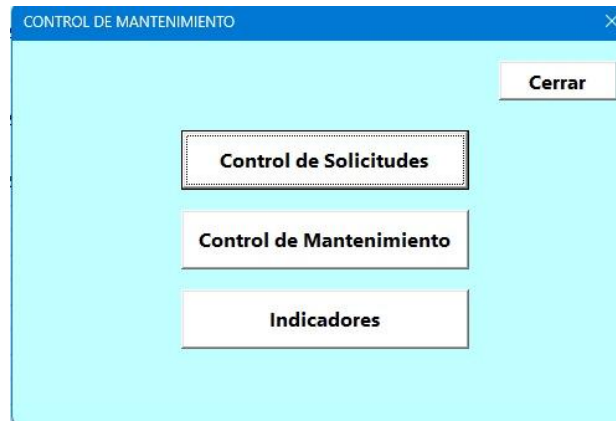 CONTROL DE MANTENIMIENTO
Cerrar
Control de Solicitudes
Control de Mantenimiento
Indicadores